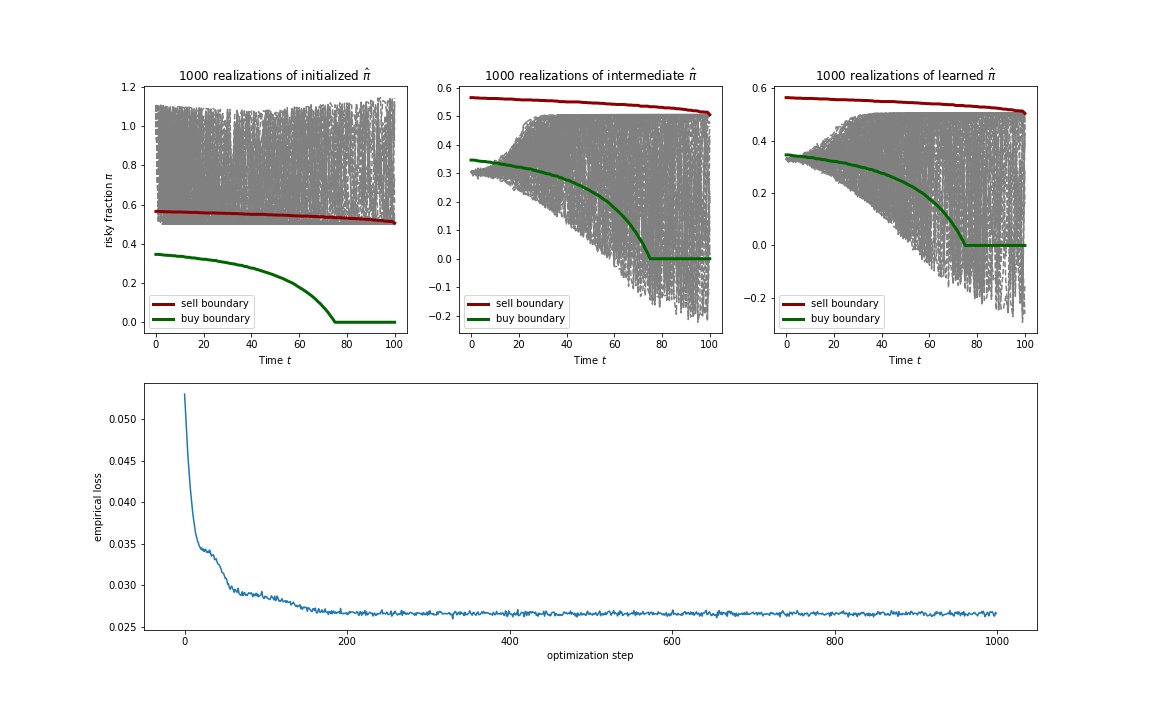 1000 realizations of initialized π̂
1000 realizations of intermediate π̂
1000 realizations of learned π̂
1.2
1.0
0.8
0.6
0.4
0.2
0.0
risky fraction π
sell boundary
buy boundary
0 20 40 60 80 100
Time t
0.6
0.5
0.4
0.3
0.2
0.1
0.0
−0.1
−0.2
sell boundary
buy boundary
0 20 40 60 80 100
Time t
0.6
0.4
0.2
0.0
−0.2
sell boundary
buy boundary
0 20 40 60 80 100
Time t
0.050
0.045
0.040
0.035
0.030
0.025
empirical loss
0 200 400 600 800 1000
optimization step